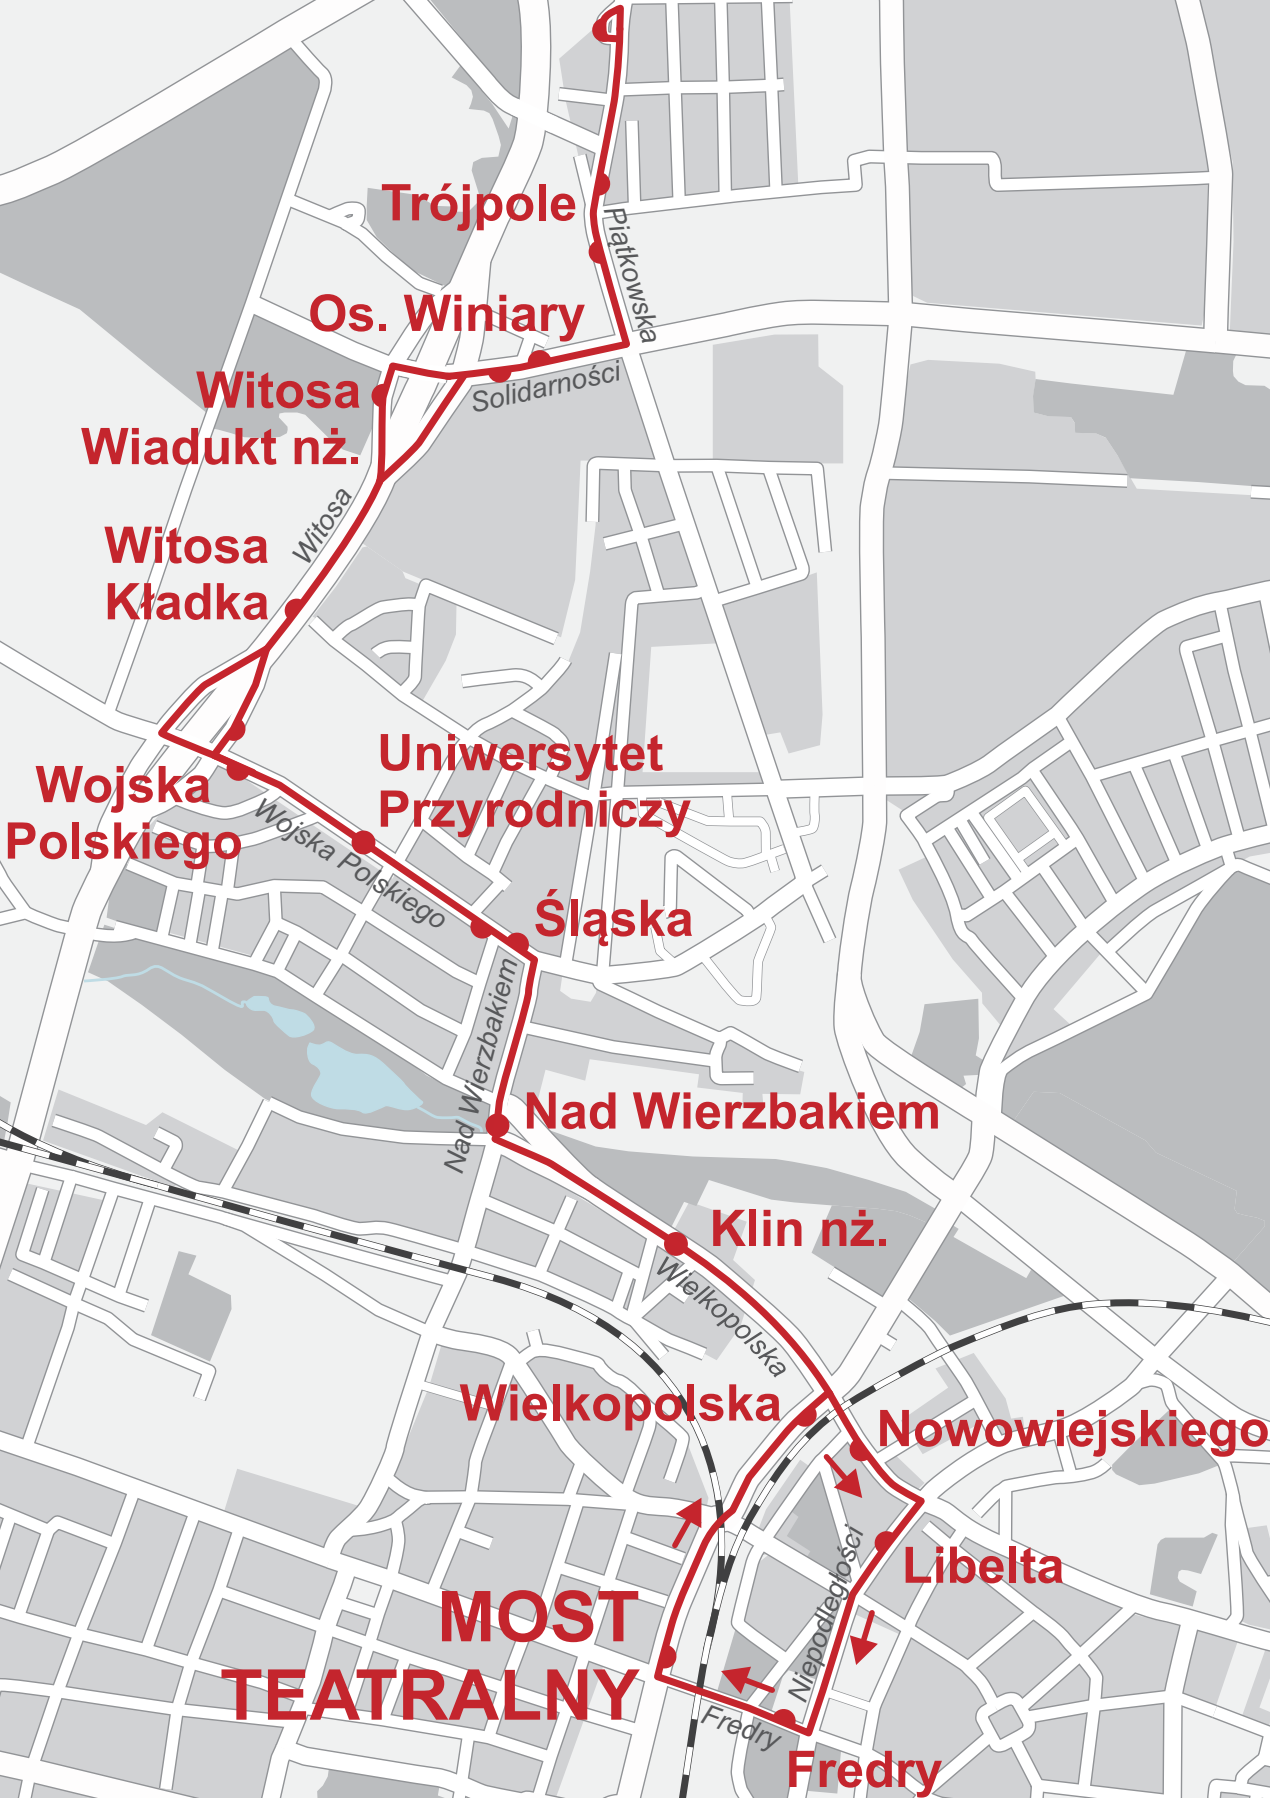 Trójpole
Piątkowska
Os. Winiary
Witosa
Wiadukt nż.
Solidarności
Witosa
Witosa
Kładka
Uniwersytet
Przyrodniczy
Wojska
Polskiego
Wojska Polskiego
Śląska
Nad Wierzbakiem
Nad Wierzbakiem
Klin nż.
Wielkopolska
Wielkopolska
Nowowiejskiego
Libelta
Niepodległości
MOST
TEATRALNY
Fredry
Fredry